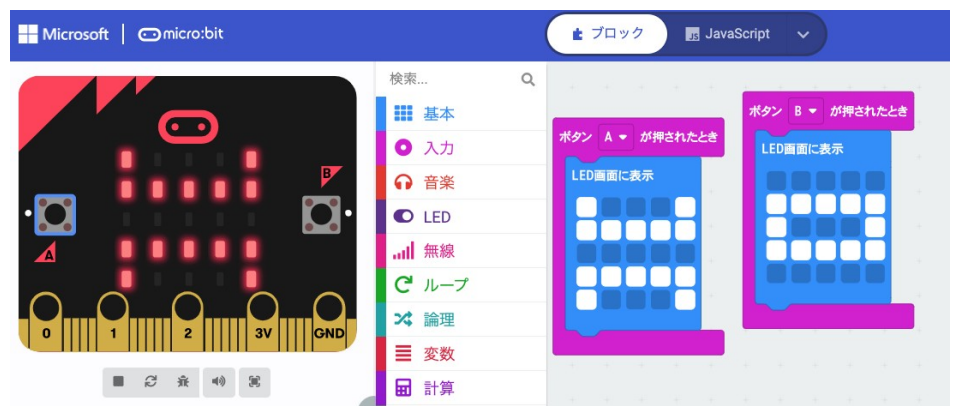 Microsoft
micro:bit
ブロック
JS JavaScript
検索...
基本
入力
音楽
LED
無線
ループ
論理
変数
計算
A
B
0 1 2 3V GND
ボタン A が押されたとき
LED画面に表示
ボタン B が押されたとき
LED画面に表示